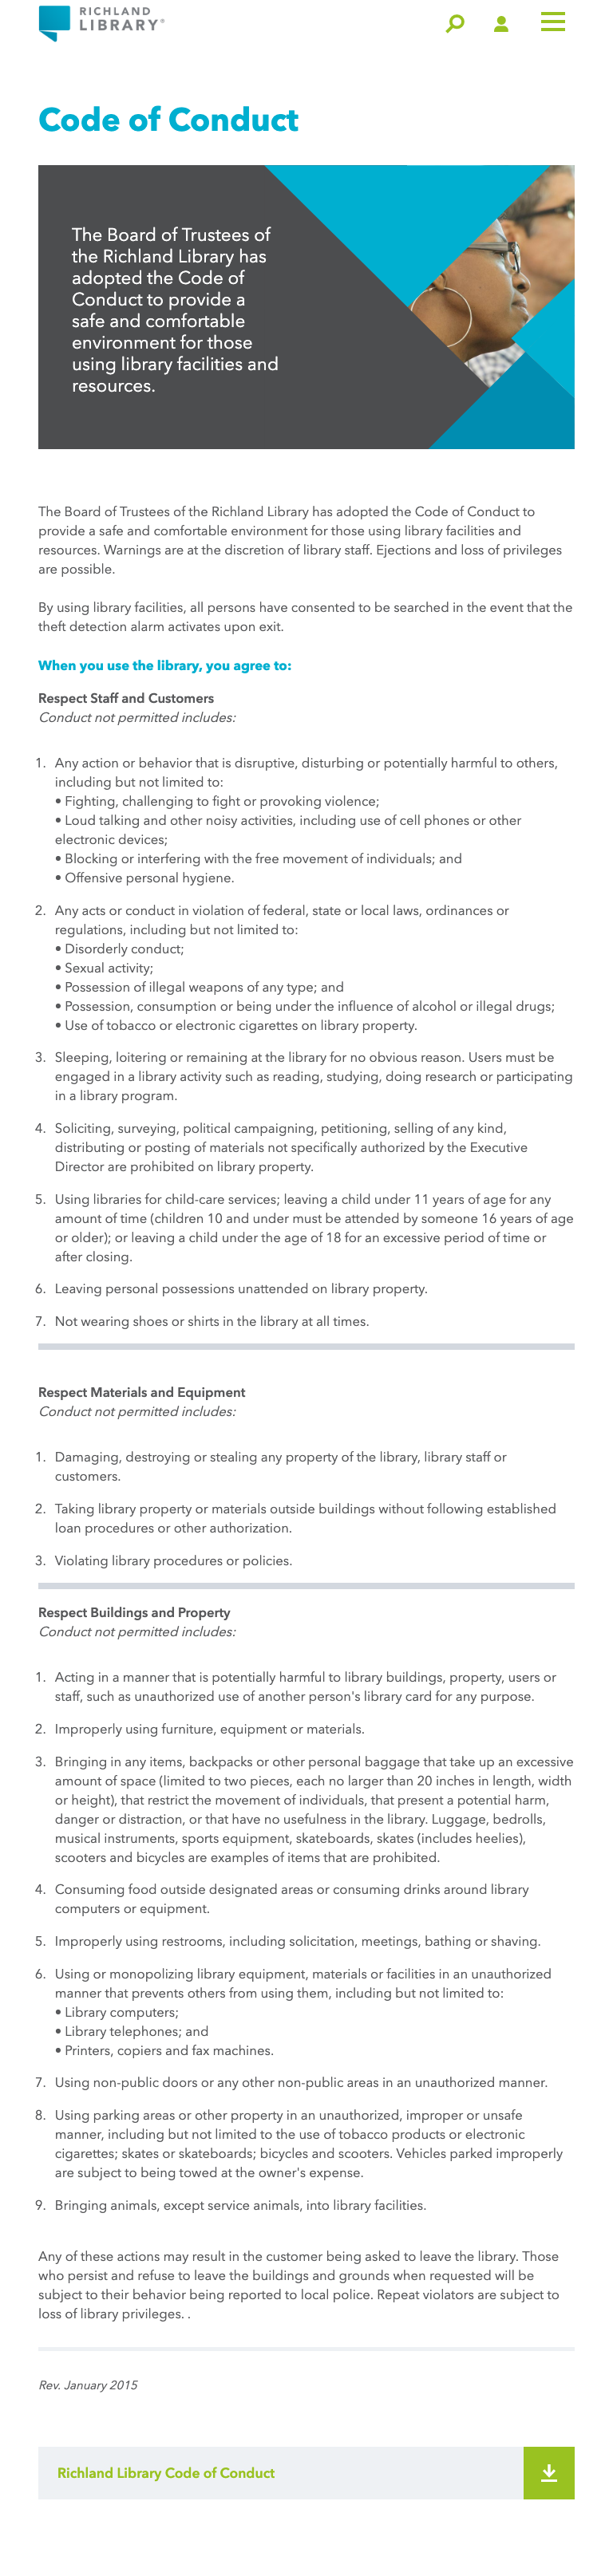 RICHLAND
LIBRARY®
Code of Conduct
The Board of Trustees of
the Richland Library has
adopted the Code of
Conduct to provide a
safe and comfortable
environment for those
using library facilities and
resources.
The Board of Trustees of the Richland Library has adopted the Code of Conduct to
provide a safe and comfortable environment for those using library facilities and
resources. Warnings are at the discretion of library staff. Ejections and loss of privileges
are possible.
By using library facilities, all persons have consented to be searched in the event that the
theft detection alarm activates upon exit.
When you use the library, you agree to:
Respect Staff and Customers
Conduct not permitted includes:
1. Any action or behavior that is disruptive, disturbing or potentially harmful to others,
including but not limited to:
• Fighting, challenging to fight or provoking violence;
• Loud talking and other noisy activities, including use of cell phones or other
electronic devices;
• Blocking or interfering with the free movement of individuals; and
• Offensive personal hygiene.
2. Any acts or conduct in violation of federal, state or local laws, ordinances or
regulations, including but not limited to:
• Disorderly conduct;
• Sexual activity;
• Possession of illegal weapons of any type; and
• Possession, consumption or being under the influence of alcohol or illegal drugs;
• Use of tobacco or electronic cigarettes on library property.
3. Sleeping, loitering or remaining at the library for no obvious reason. Users must be
engaged in a library activity such as reading, studying, doing research or participating
in a library program.
4. Soliciting, surveying, political campaigning, petitioning, selling of any kind,
distributing or posting of materials not specifically authorized by the Executive
Director are prohibited on library property.
5. Using libraries for child-care services; leaving a child under 11 years of age for any
amount of time (children 10 and under must be attended by someone 16 years of age
or older); or leaving a child under the age of 18 for an excessive period of time or
after closing.
6. Leaving personal possessions unattended on library property.
7. Not wearing shoes or shirts in the library at all times.
Respect Materials and Equipment
Conduct not permitted includes:
1. Damaging, destroying or stealing any property of the library, library staff or
customers.
2. Taking library property or materials outside buildings without following established
loan procedures or other authorization.
3. Violating library procedures or policies.
Respect Buildings and Property
Conduct not permitted includes:
1. Acting in a manner that is potentially harmful to library buildings, property, users or
staff, such as unauthorized use of another person's library card for any purpose.
2. Improperly using furniture, equipment or materials.
3. Bringing in any items, backpacks or other personal baggage that take up an excessive
amount of space (limited to two pieces, each no larger than 20 inches in length, width
or height), that restrict the movement of individuals, that present a potential harm,
danger or distraction, or that have no usefulness in the library. Luggage, bedrolls,
musical instruments, sports equipment, skateboards, skates (includes heelies),
scooters and bicycles are examples of items that are prohibited.
4. Consuming food outside designated areas or consuming drinks around library
computers or equipment.
5. Improperly using restrooms, including solicitation, meetings, bathing or shaving.
6. Using or monopolizing library equipment, materials or facilities in an unauthorized
manner that prevents others from using them, including but not limited to:
• Library computers;
• Library telephones; and
• Printers, copiers and fax machines.
7. Using non-public doors or any other non-public areas in an unauthorized manner.
8. Using parking areas or other property in an unauthorized, improper or unsafe
manner, including but not limited to the use of tobacco products or electronic
cigarettes; skates or skateboards; bicycles and scooters. Vehicles parked improperly
are subject to being towed at the owner's expense.
9. Bringing animals, except service animals, into library facilities.
Any of these actions may result in the customer being asked to leave the library. Those
who persist and refuse to leave the buildings and grounds when requested will be
subject to their behavior being reported to local police. Repeat violators are subject to
loss of library privileges. .
Rev. January 2015
Richland Library Code of Conduct